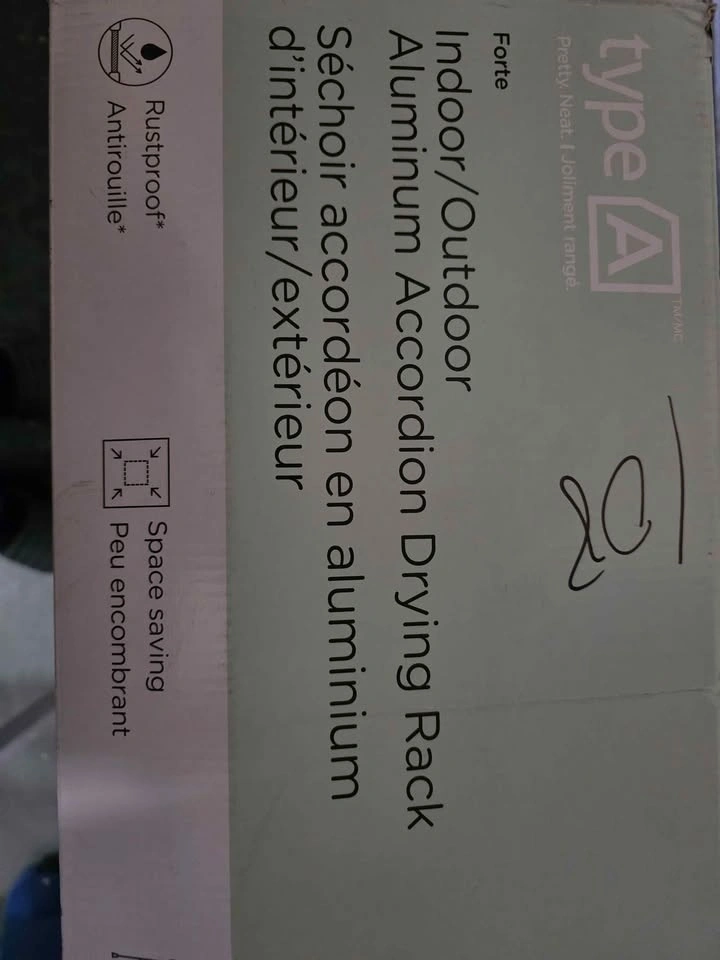 type A TM/MC
Pretty. Neat. | Joliment rangé.
Forte
Indoor/Outdoor
Aluminum Accordion Drying Rack
Séchoir accordéon en aluminium
d'intérieur/extérieur
Rustproof*
Antirouille*
Space saving
Peu encombrant